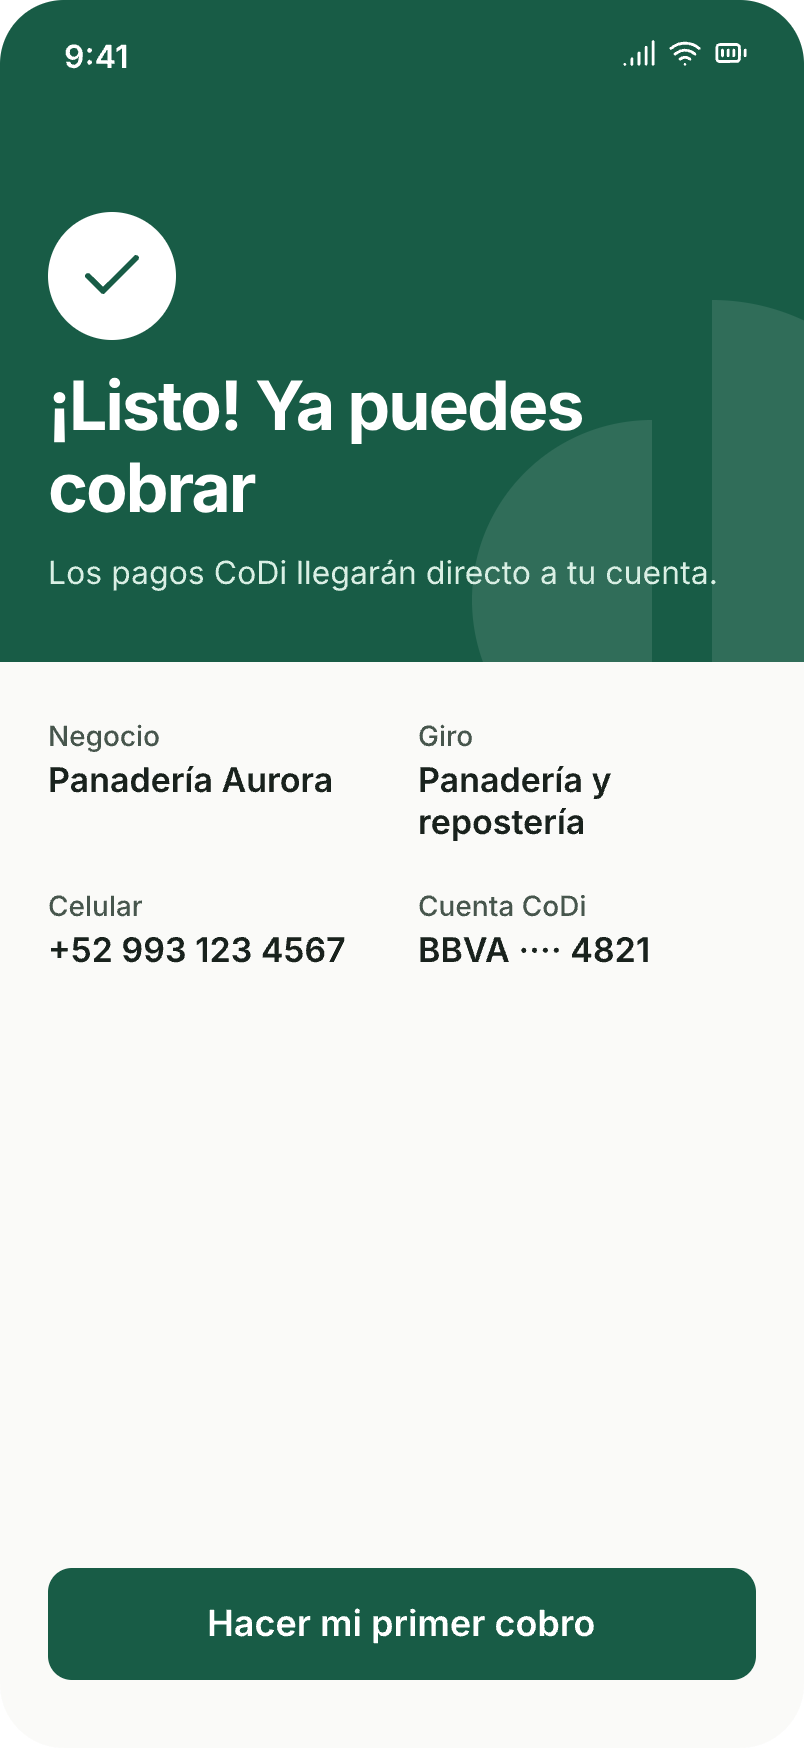 9:41
¡Listo! Ya puedes
cobrar
Los pagos CoDi llegarán directo a tu cuenta.
Negocio
Panadería Aurora
Giro
Panadería y
repostería
Celular
+52 993 123 4567
Cuenta CoDi
BBVA ···· 4821
Hacer mi primer cobro